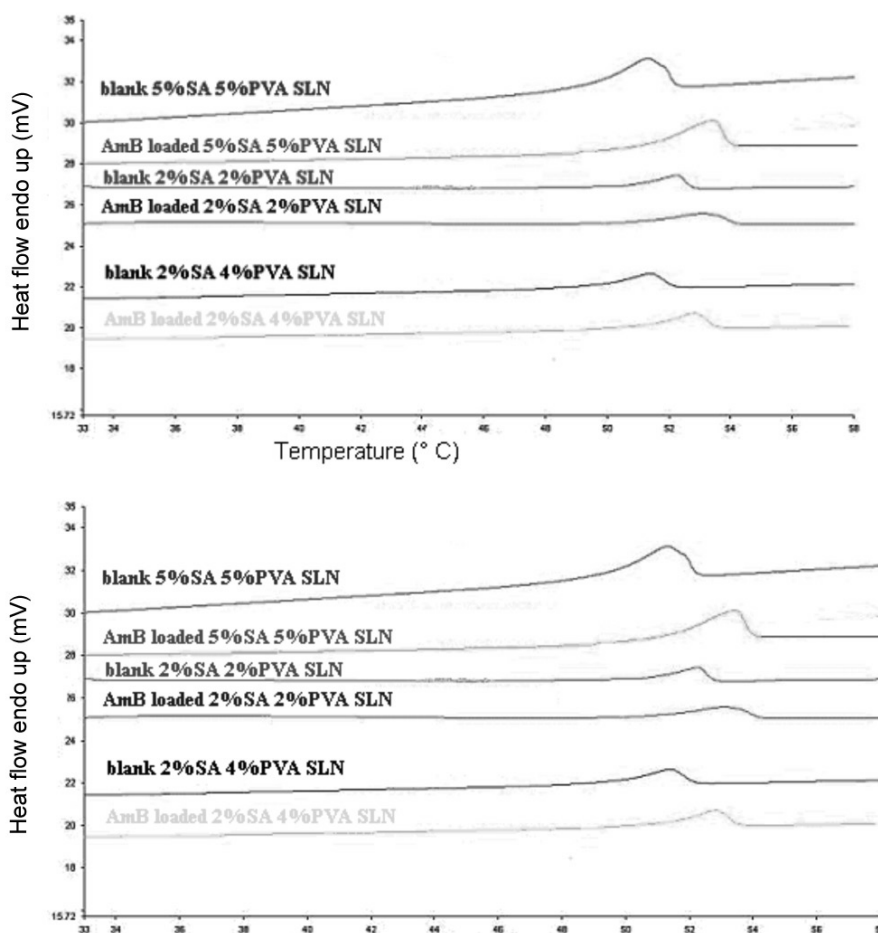 35
34
32
blank 5%SA 5%PVA SLN
30
AmB loaded 5%SA 5%PVA SLN
28
blank 2%SA 2%PVA SLN
26
AmB loaded 2%SA 2%PVA SLN
24
blank 2%SA 4%PVA SLN
22
AmB loaded 2%SA 4%PVA SLN
20
18
15.72
Heat flow endo up (mV)
33 34 36 38 40 42 44 46 48 50 52 54 56 58
Temperature (° C)
35
34
32
blank 5%SA 5%PVA SLN
30
AmB loaded 5%SA 5%PVA SLN
28
blank 2%SA 2%PVA SLN
26
AmB loaded 2%SA 2%PVA SLN
24
blank 2%SA 4%PVA SLN
22
AmB loaded 2%SA 4%PVA SLN
20
18
15.72
Heat flow endo up (mV)
33 34 36 38 40 42 44 46 48 50 52 54 56